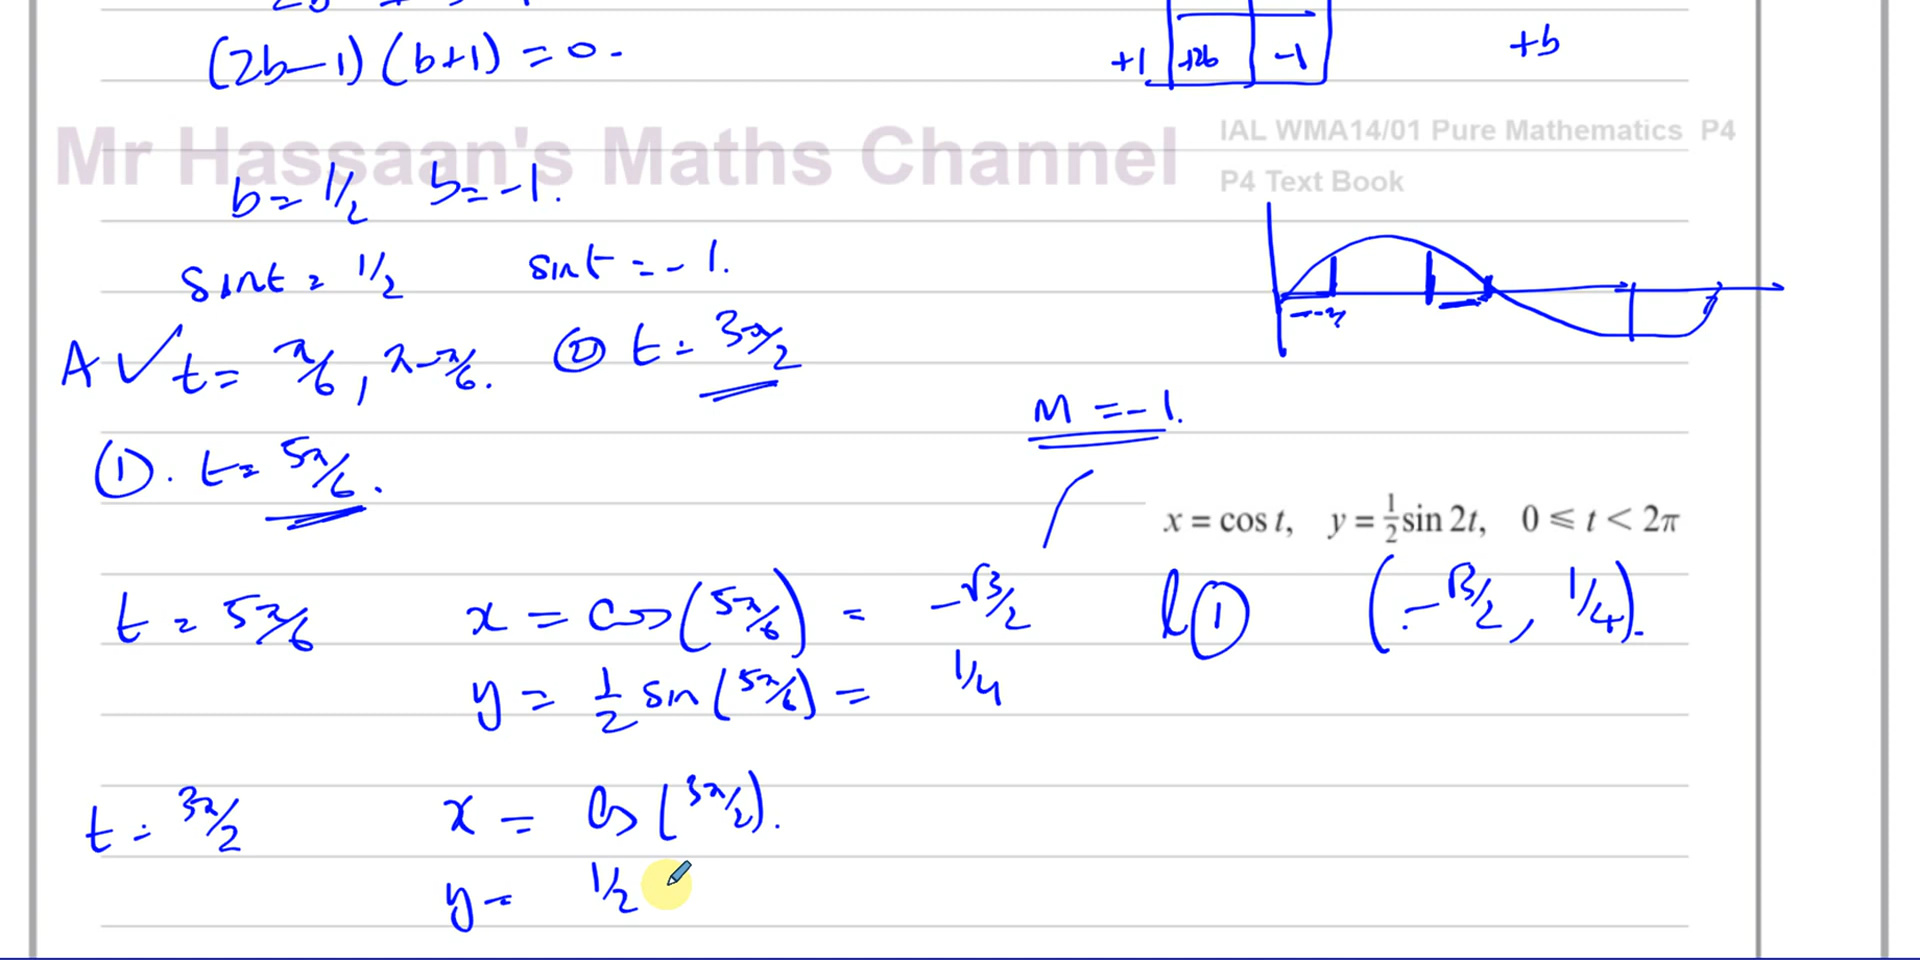 (2b-1)(b+1) = 0.
+1 +2b -1 +b
Mr Hassaan's Maths Channel
IAL WMA14/01 Pure Mathematics P4
P4 Text Book
b = 1/2 b = -1.
sint = 1/2 sint = -1.
A ✓ t = π/6, π-π/6. ② t = 3π/2
M = -1.
①. t = 5π/6.
x = cos t, y = 1/2 sin 2t, 0 ⩽ t < 2π
t = 5π/6 x = cos(5π/6) = -√3/2 l① (-√3/2, 1/4).
y = 1/2 sin(5π/6) = 1/4
t = 3π/2 x = cos(3π/2).
y = 1/2